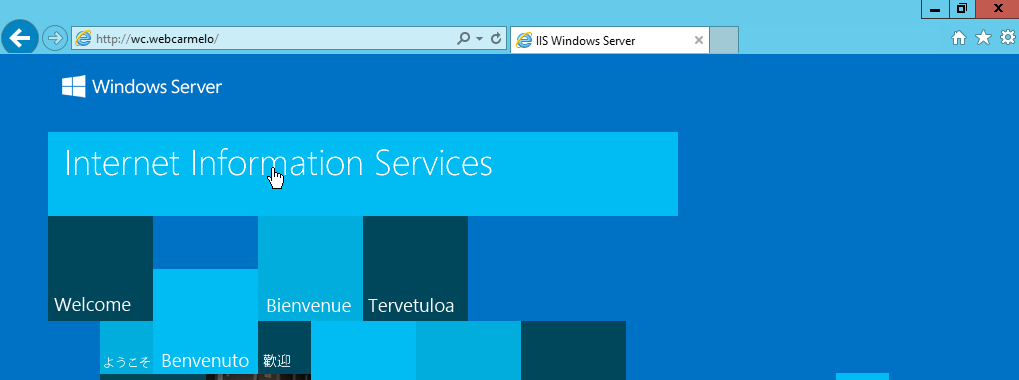 http://wc.webcarmelo/
IIS Windows Server
Windows Server
Internet Information Services
Welcome
Bienvenue
Tervetuloa
ようこそ
Benvenuto
歡迎